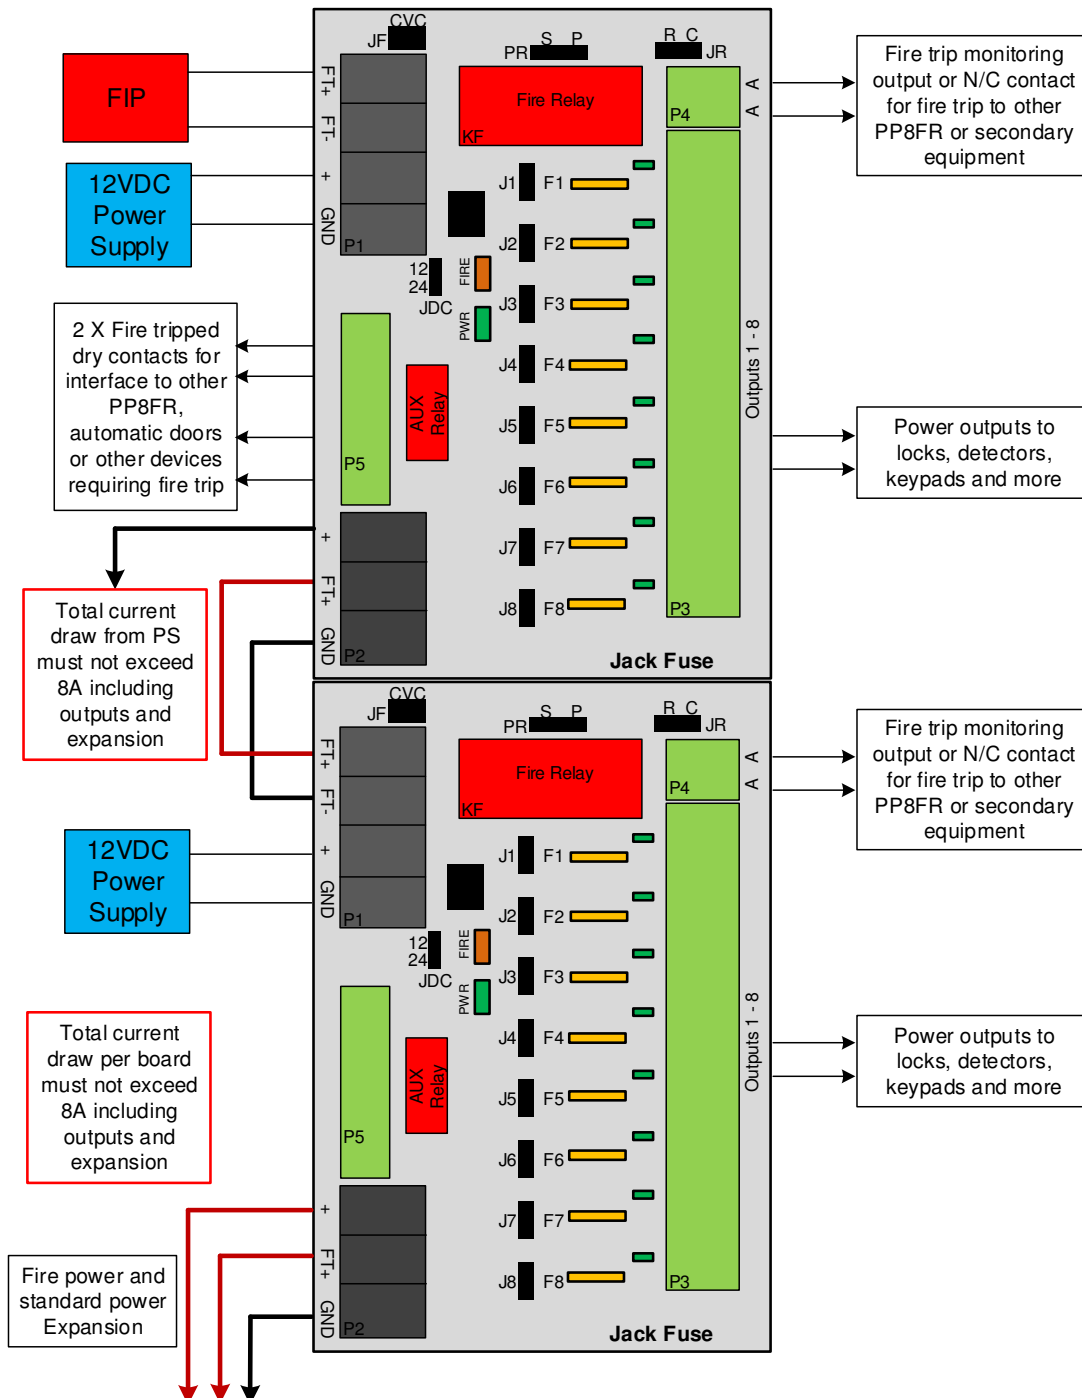 CVC
JF
S P
PR
R C
JR
FIP
FT+
FT-
+
GND
P1
Fire Relay
KF
P4
A
A
Fire trip monitoring
output or N/C contact
for fire trip to other
PP8FR or secondary
equipment
12VDC
Power
Supply
J1 F1
J2 F2
J3 F3
J4 F4
J5 F5
J6 F6
J7 F7
J8 F8
12
24
JDC
FIRE
PWR
AUX
Relay
P5
Outputs 1 - 8
P3
2 X Fire tripped
dry contacts for
interface to other
PP8FR,
automatic doors
or other devices
requiring fire trip
Power outputs to
locks, detectors,
keypads and more
+
FT+
GND
P2
Total current
draw from PS
must not exceed
8A including
outputs and
expansion
Jack Fuse
CVC
JF
S P
PR
R C
JR
FT+
FT-
+
GND
P1
Fire Relay
KF
P4
A
A
Fire trip monitoring
output or N/C contact
for fire trip to other
PP8FR or secondary
equipment
12VDC
Power
Supply
J1 F1
J2 F2
J3 F3
J4 F4
J5 F5
J6 F6
J7 F7
J8 F8
12
24
JDC
FIRE
PWR
AUX
Relay
P5
Outputs 1 - 8
P3
Power outputs to
locks, detectors,
keypads and more
Total current
draw per board
must not exceed
8A including
outputs and
expansion
+
FT+
GND
P2
Fire power and
standard power
Expansion
Jack Fuse